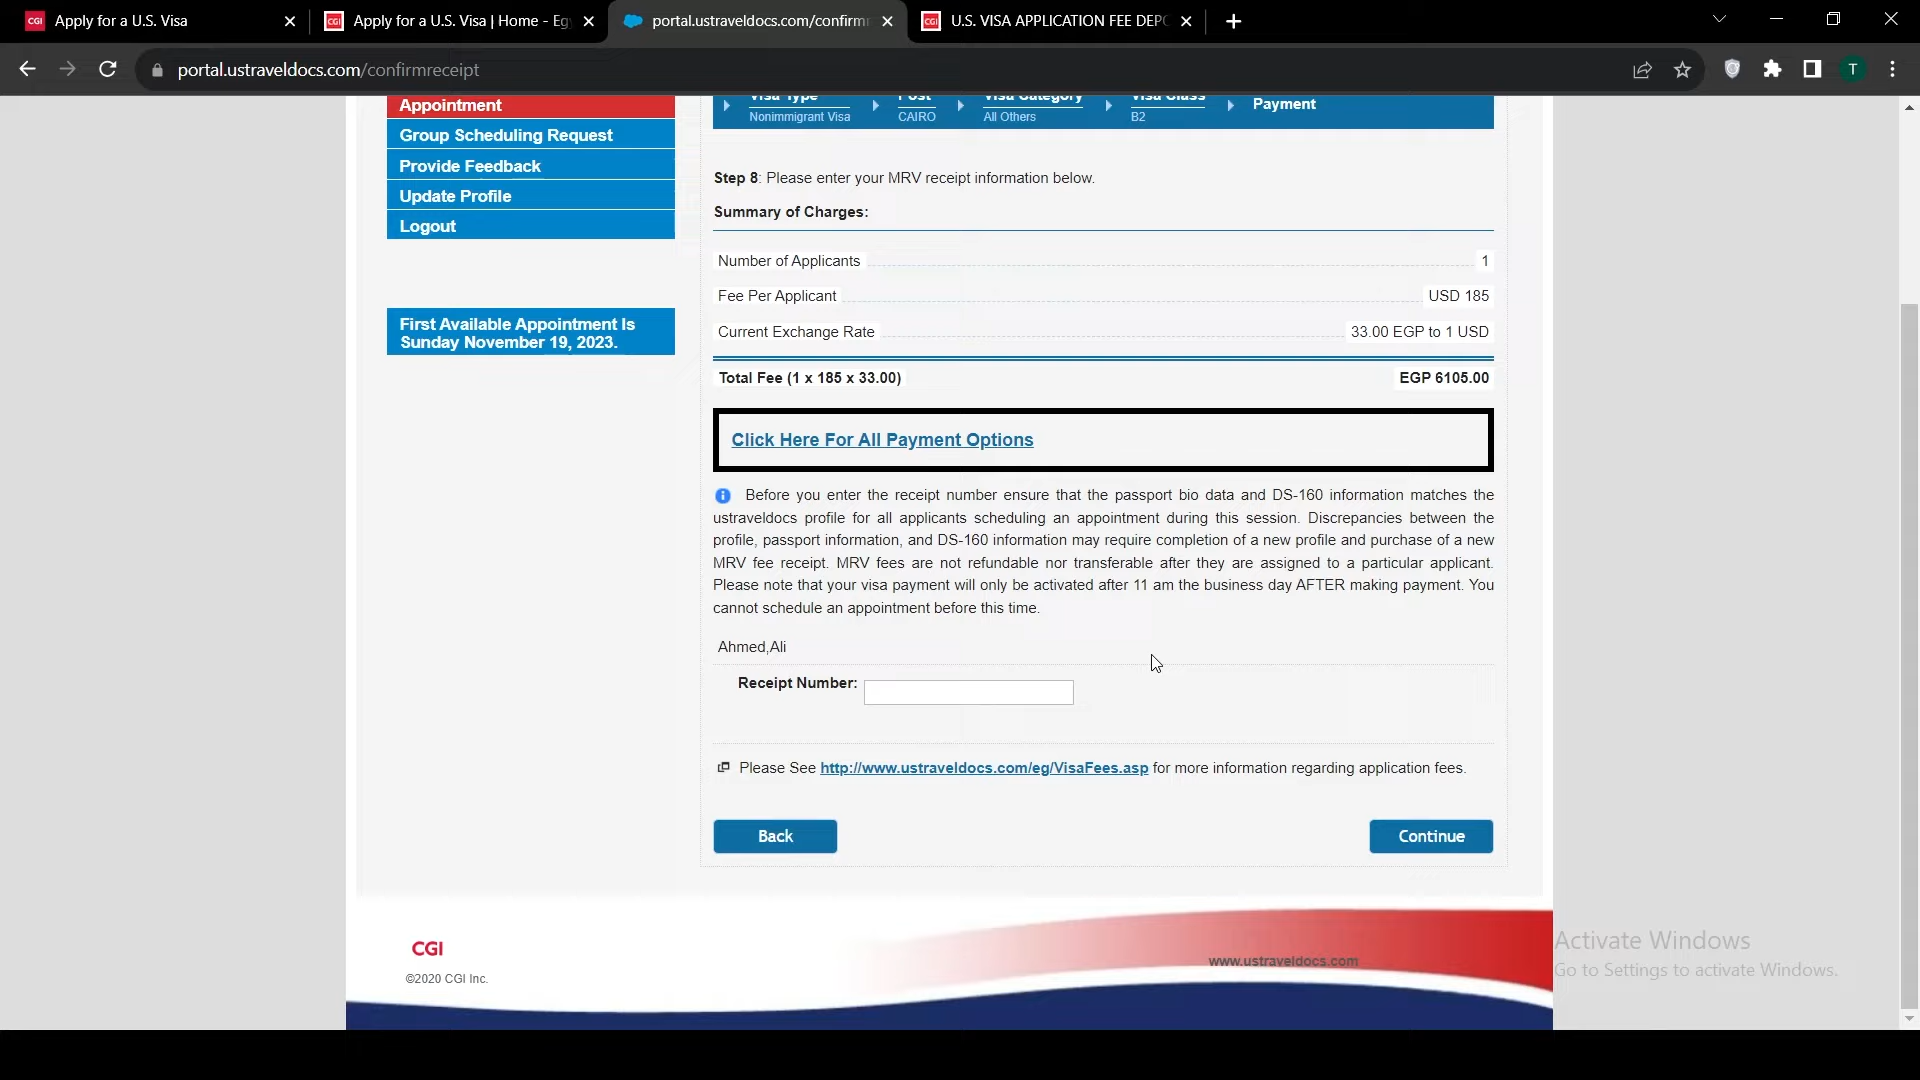 Apply for a U.S. Visa
Apply for a U.S. Visa | Home - Eg
portal.ustraveldocs.com/confirm
U.S. VISA APPLICATION FEE DEP
portal.ustraveldocs.com/confirmreceipt
T
Appointment
Group Scheduling Request
Provide Feedback
Update Profile
Logout
First Available Appointment Is
Sunday November 19, 2023.
Visa Type Post Visa Category Visa Class Payment
Nonimmigrant Visa CAIRO All Others B2
Step 8: Please enter your MRV receipt information below.
Summary of Charges:
Number of Applicants 1
Fee Per Applicant USD 185
Current Exchange Rate 33.00 EGP to 1 USD
Total Fee (1 x 185 x 33.00) EGP 6105.00
Click Here For All Payment Options
Before you enter the receipt number ensure that the passport bio data and DS-160 information matches the
ustraveldocs profile for all applicants scheduling an appointment during this session. Discrepancies between the
profile, passport information, and DS-160 information may require completion of a new profile and purchase of a new
MRV fee receipt. MRV fees are not refundable nor transferable after they are assigned to a particular applicant.
Please note that your visa payment will only be activated after 11 am the business day AFTER making payment. You
cannot schedule an appointment before this time.
Ahmed,Ali
Receipt Number:
Please See http://www.ustraveldocs.com/eg/VisaFees.asp for more information regarding application fees.
Back
Continue
CGI
©2020 CGI Inc.
www.ustraveldocs.com
Activate Windows
Go to Settings to activate Windows.